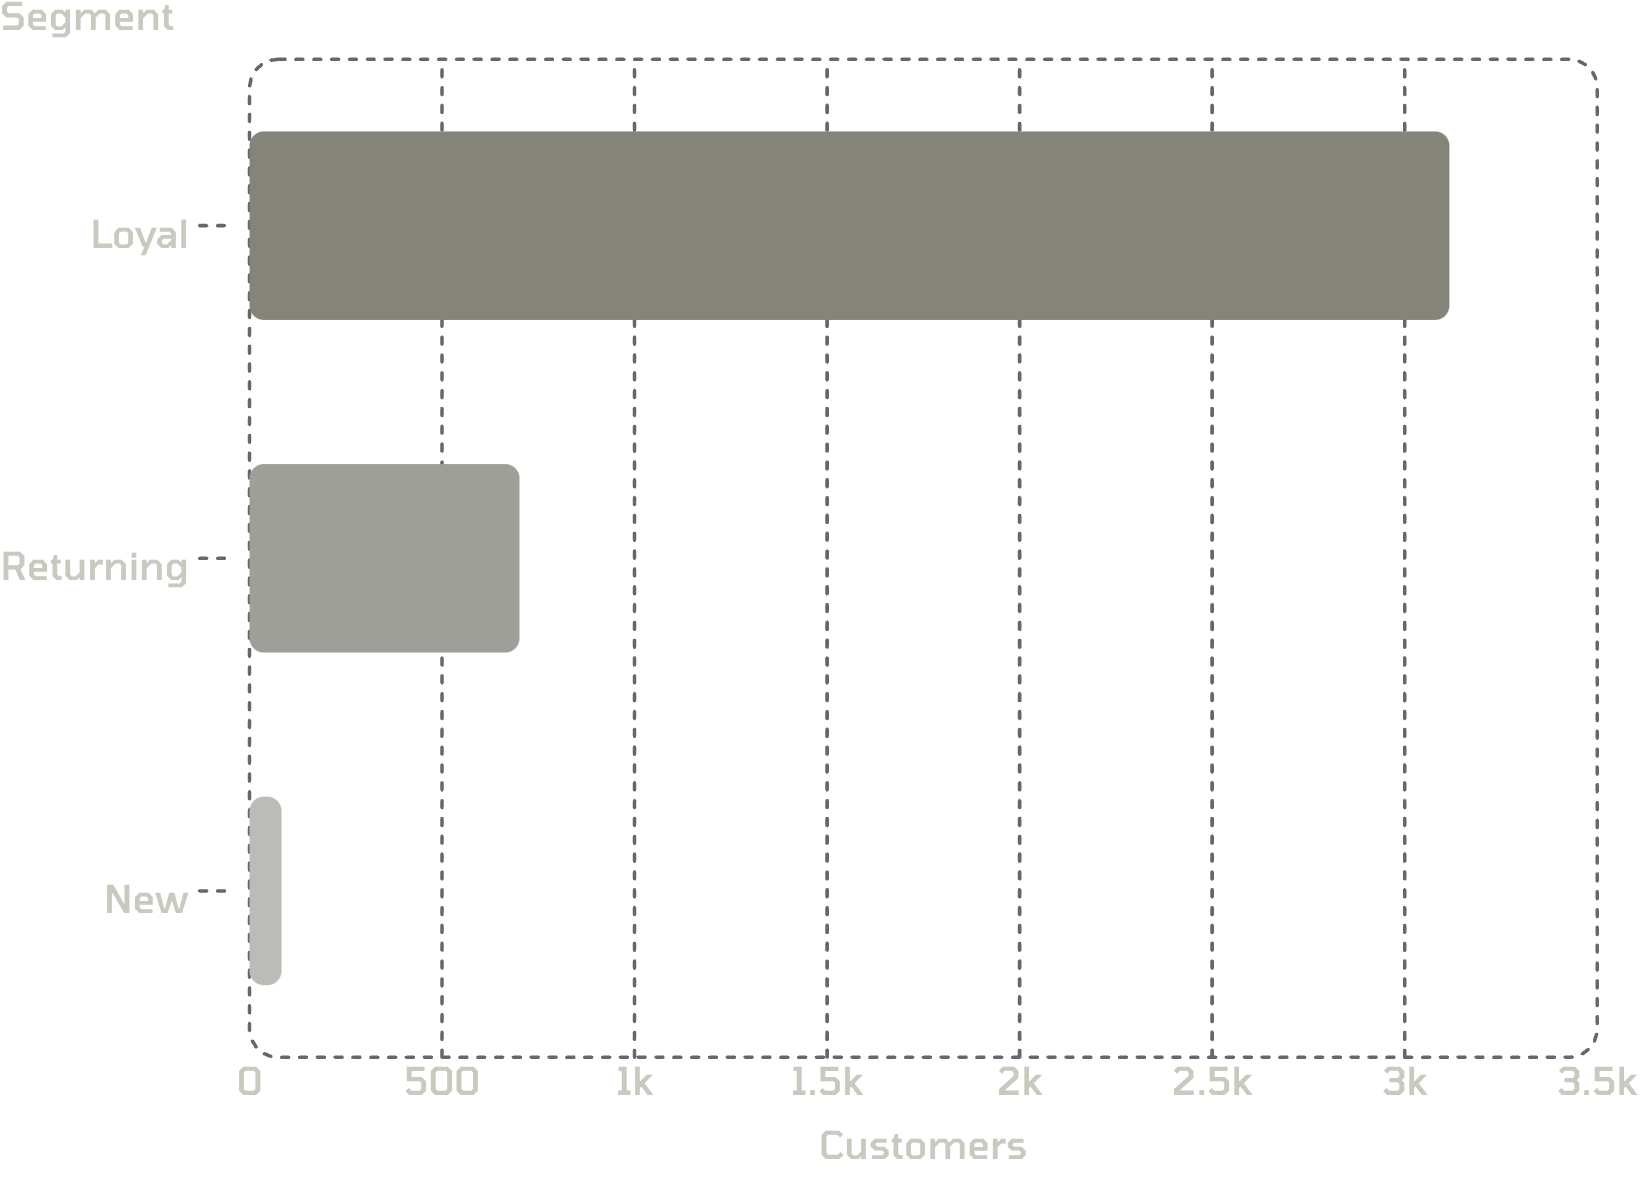 Segment
Loyal
Returning
New
0 500 1k 1.5k 2k 2.5k 3k 3.5k
Customers